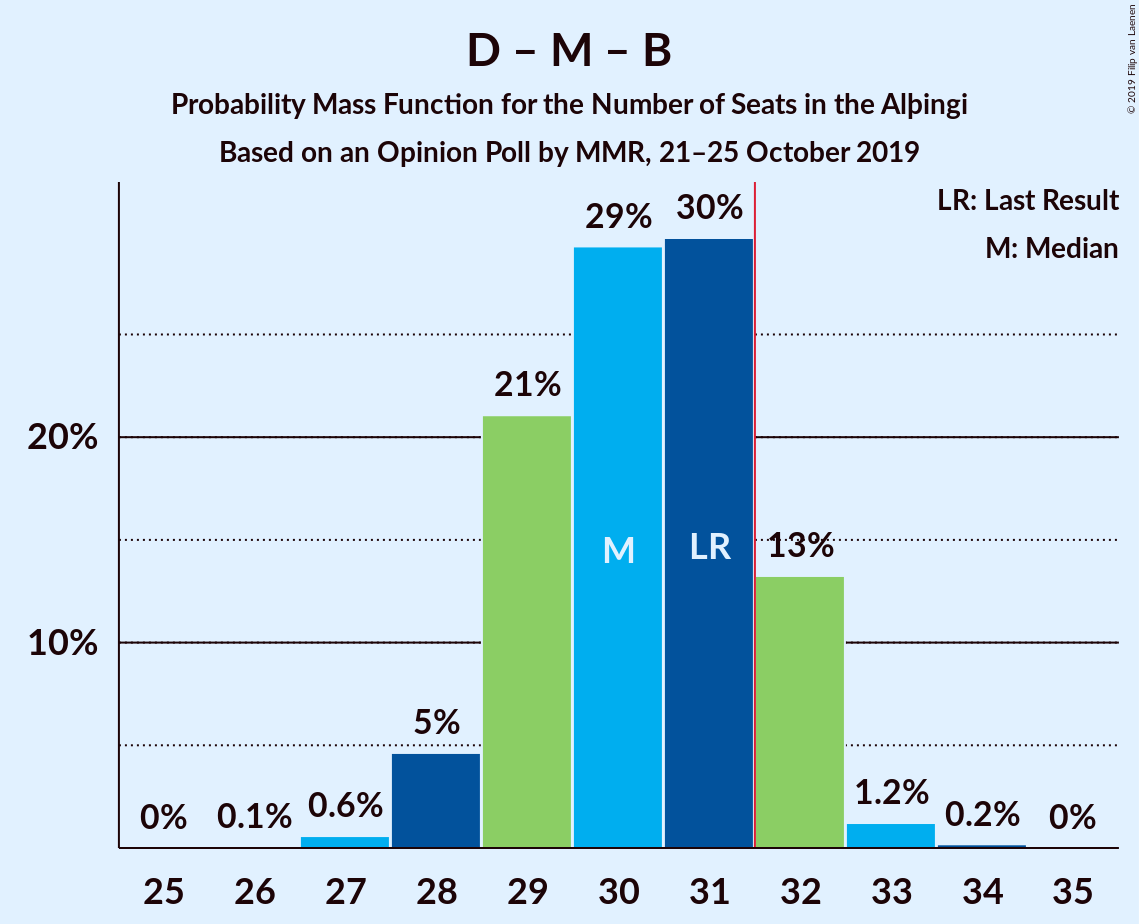 D – M – B
Probability Mass Function for the Number of Seats in the Alþingi
Based on an Opinion Poll by MMR, 21–25 October 2019
© 2019 Filip van Laenen
LR: Last Result
M: Median
20%
10%
0%
0.1%
0.6%
5%
21%
29%
30%
13%
1.2%
0.2%
0%
M
LR
25 26 27 28 29 30 31 32 33 34 35